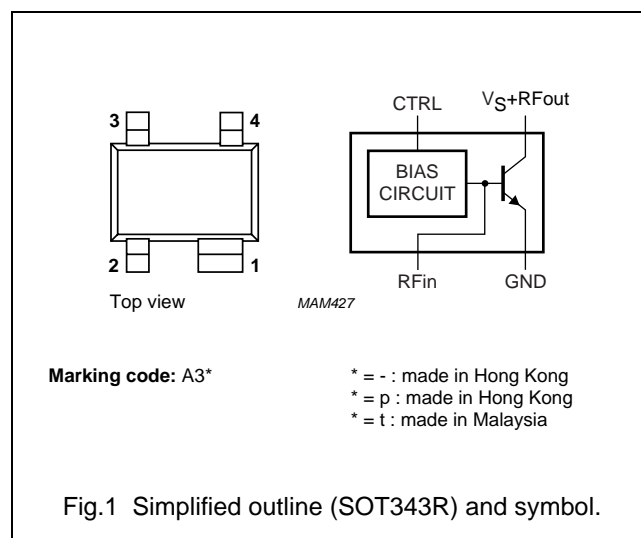 3 4
2 1
Top view
MAM427
CTRL
VS+RFout
BIAS
CIRCUIT
RFin
GND
Marking code: A3*
* = - : made in Hong Kong
* = p : made in Hong Kong
* = t : made in Malaysia
Fig.1 Simplified outline (SOT343R) and symbol.